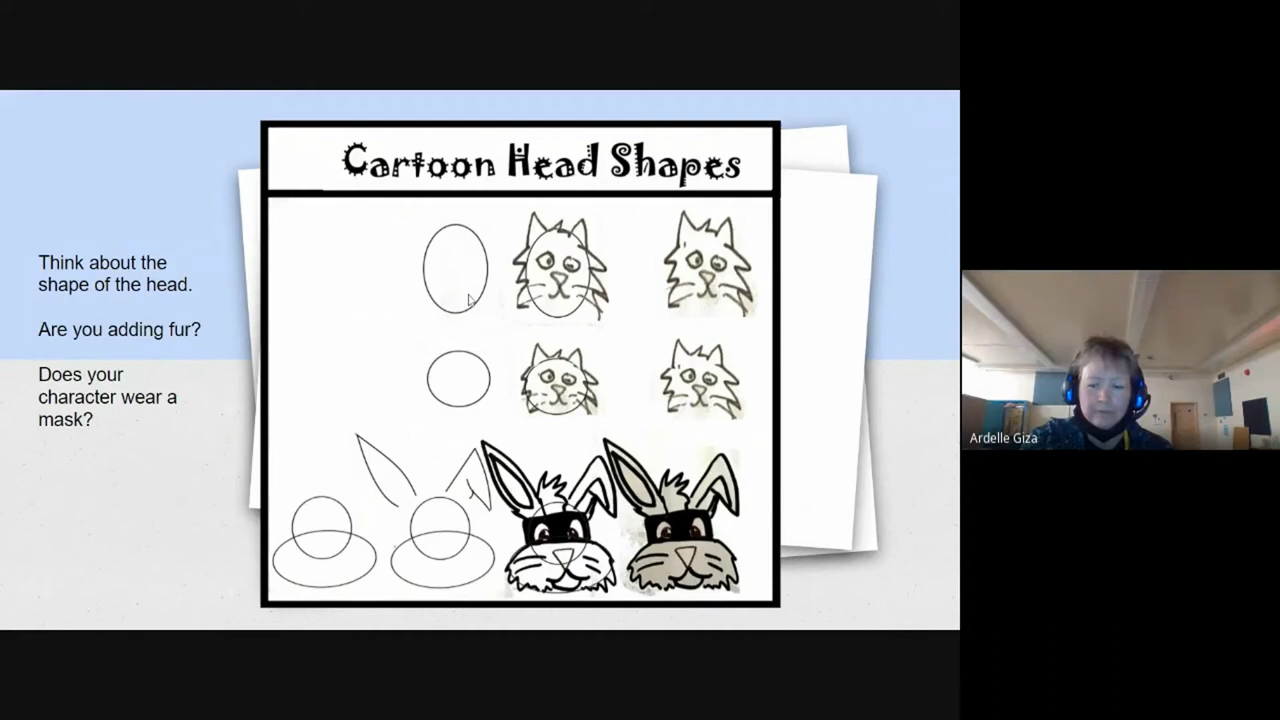 Cartoon Head Shapes
Think about the
shape of the head.
Are you adding fur?
Does your
character wear a
mask?
Ardelle Giza